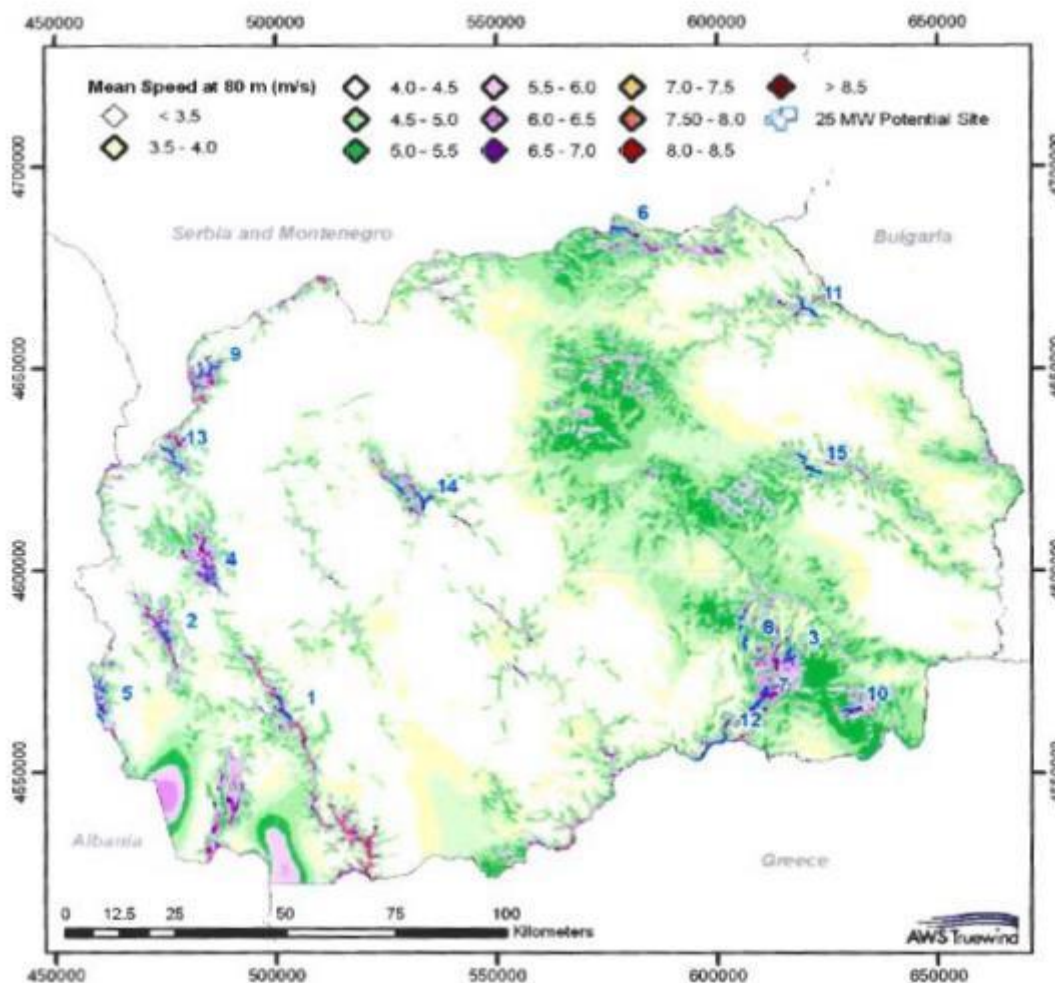 450000 500000 550000 600000 650000
Mean Speed at 80 m (m/s)
< 3.5
3.5 - 4.0
4.0 - 4.5
4.5 - 5.0
5.0 - 5.5
5.5 - 6.0
6.0 - 6.5
6.5 - 7.0
7.0 - 7.5
7.50 - 8.0
8.0 - 8.5
> 8.5
25 MW Potential Site
4700000 4700000
Serbia and Montenegro
6
Bulgaria
11
9
4650000
13
15
14
4600000
4
2
8 3
5
1
7 10
12
4550000
Albania
Greece
0 12.5 25 50 75 100
Kilometers
AWS Truewind
450000 500000 550000 600000 650000